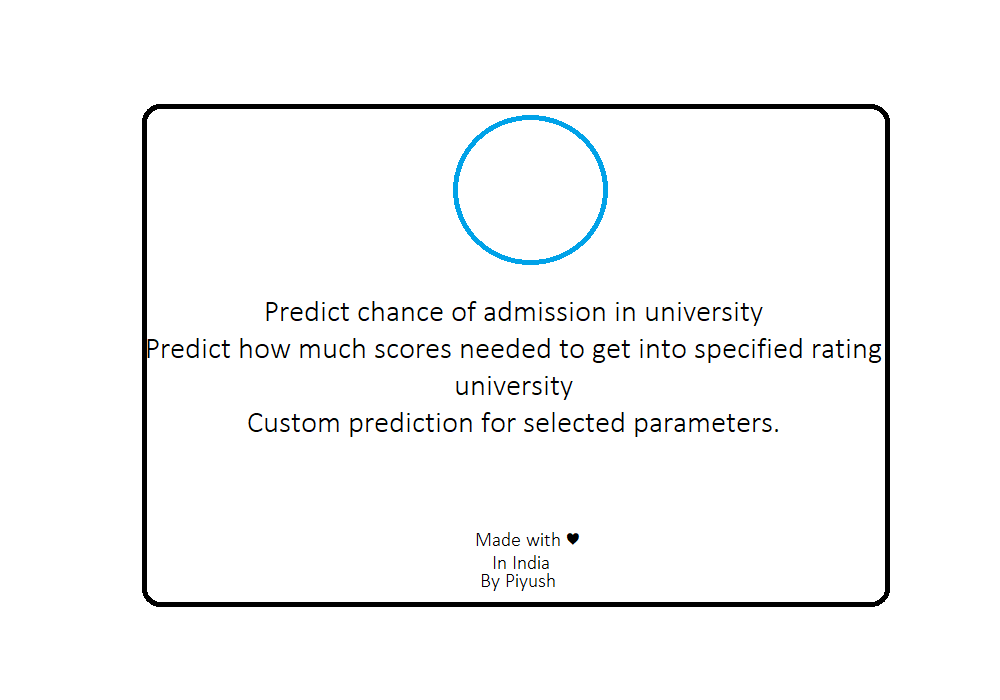 Predict chance of admission in university
Predict how much scores needed to get into specified rating
university
Custom prediction for selected parameters.
Made with ♥
In India
By Piyush